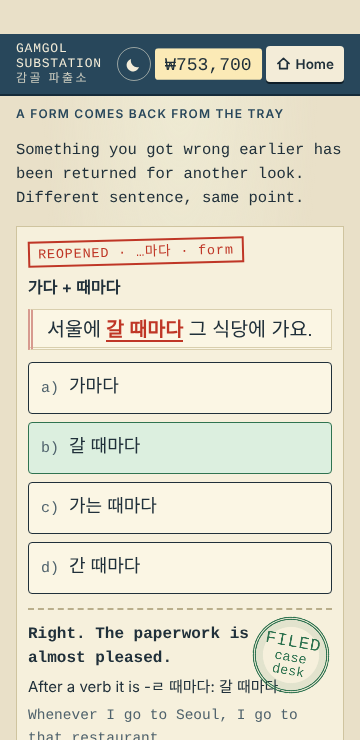 GAMGOL
SUBSTATION
감골 파출소
₩753,700
Home
A FORM COMES BACK FROM THE TRAY
Something you got wrong earlier has
been returned for another look.
Different sentence, same point.
REOPENED · …마다 · form
가다 + 때마다
서울에 갈 때마다 그 식당에 가요.
a) 가마다
b) 갈 때마다
c) 가는 때마다
d) 간 때마다
Right. The paperwork is
almost pleased.
FILED
case
desk
After a verb it is -ㄹ 때마다: 갈 때마다.
Whenever I go to Seoul, I go to
that restaurant.